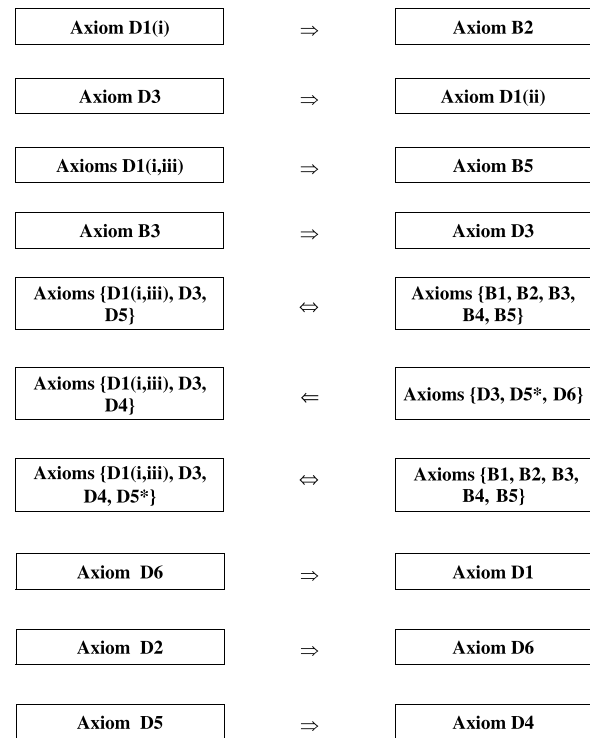 Axiom D1(i) ⇒ Axiom B2
Axiom D3 ⇒ Axiom D1(ii)
Axioms D1(i,iii) ⇒ Axiom B5
Axiom B3 ⇒ Axiom D3
Axioms {D1(i,iii), D3,
D5}
⇔
Axioms {B1, B2, B3,
B4, B5}
Axioms {D1(i,iii), D3,
D4}
⇐
Axioms {D3, D5*, D6}
Axioms {D1(i,iii), D3,
D4, D5*}
⇔
Axioms {B1, B2, B3,
B4, B5}
Axiom D6 ⇒ Axiom D1
Axiom D2 ⇒ Axiom D6
Axiom D5 ⇒ Axiom D4